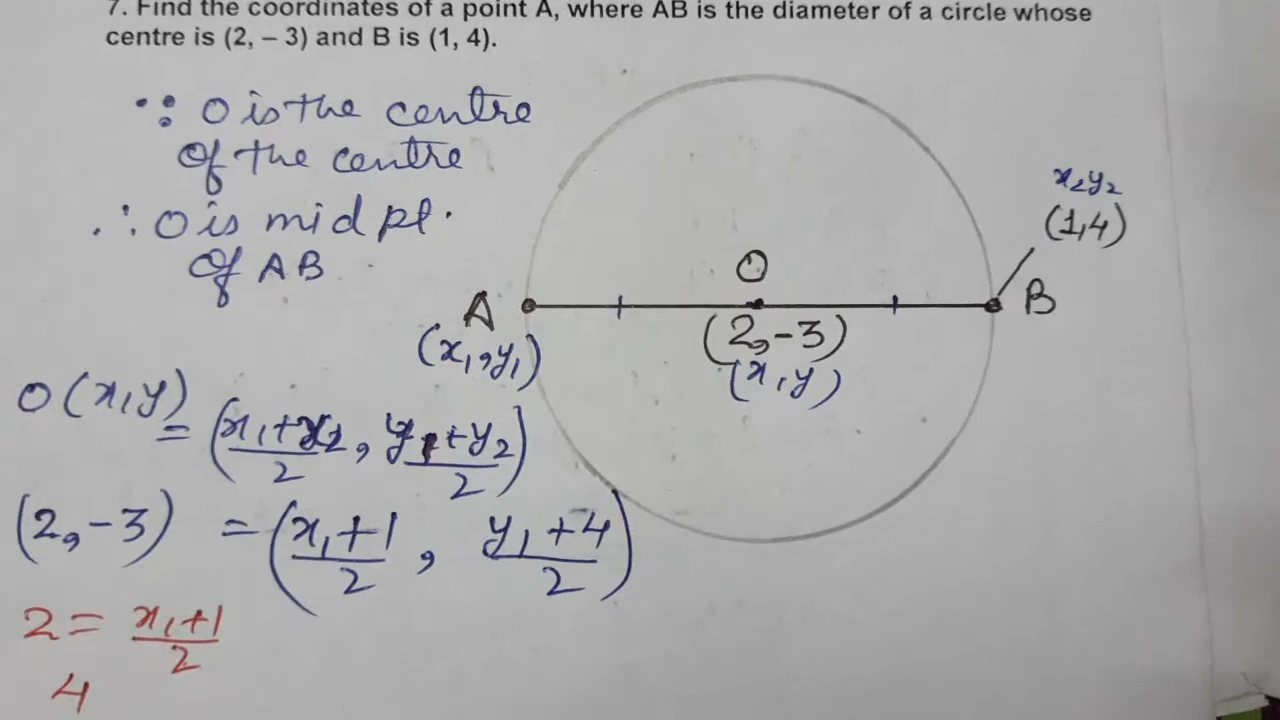 7. Find the coordinates of a point A, where AB is the diameter of a circle whose
centre is (2, – 3) and B is (1, 4).
∵ O is the centre
of the centre
∴ O is mid pt.
of AB
x₂y₂
(1,4)
O
A
B
(2,-3)
(x₁,y₁)
(x,y)
O(x,y)
= (x₁+x₂/2, y₁+y₂/2)
(2,-3) = (x₁+1/2, y₁+4/2)
2 = x₁+1/2
4